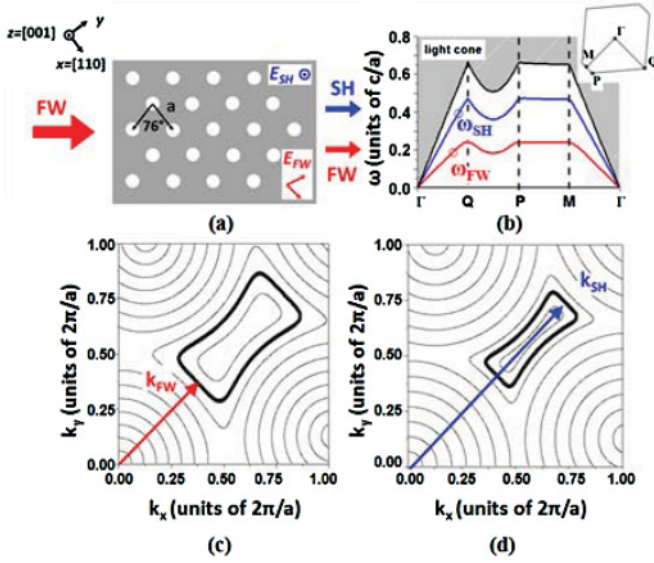 y
z=[001]
x=[110]
FW
a
76°
E_SH
E_FW
SH
FW
(a)
ω (units of c/a)
0.8
0.6
0.4
0.2
0.0
light cone
ω_SH
ω_FW
Γ Q P M Γ
Γ
M
P
Q
(b)
k_y (units of 2π/a)
1.00
0.75
0.50
0.25
0.00
k_FW
0.00 0.25 0.50 0.75 1.00
k_x (units of 2π/a)
(c)
k_y (units of 2π/a)
1.00
0.75
0.50
0.25
0.00
k_SH
0.00 0.25 0.50 0.75 1.00
k_x (units of 2π/a)
(d)